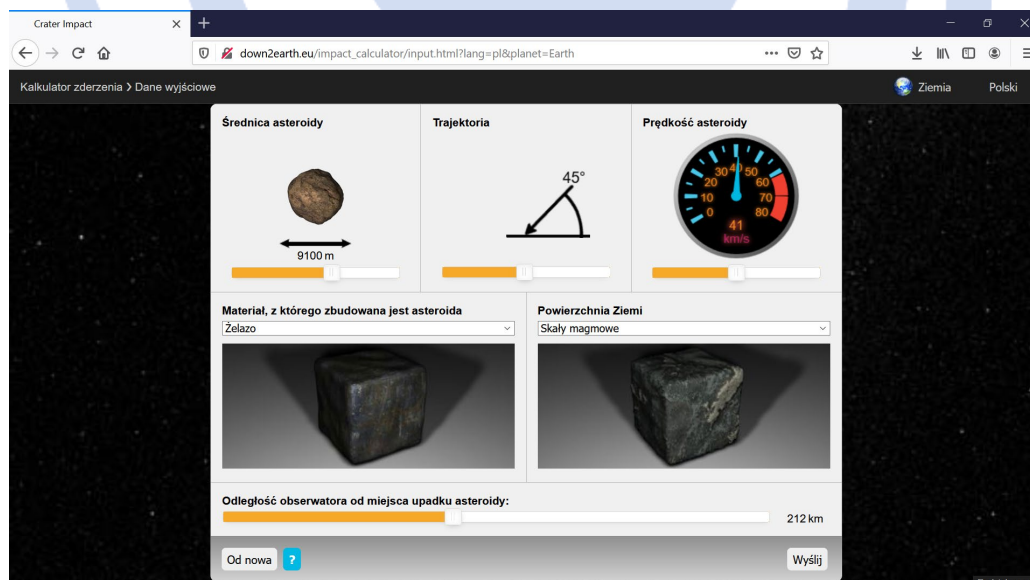 Crater Impact
down2earth.eu/impact_calculator/input.html?lang=pl&planet=Earth
Kalkulator zderzenia › Dane wyjściowe
Ziemia
Polski
Średnica asteroidy
Trajektoria
Prędkość asteroidy
9100 m
45°
0
10
20
30
40
50
60
70
80
41
km/s
Materiał, z którego zbudowana jest asteroida
Powierzchnia Ziemi
Żelazo
Skały magmowe
Odległość obserwatora od miejsca upadku asteroidy:
212 km
Od nowa
?
Wyślij